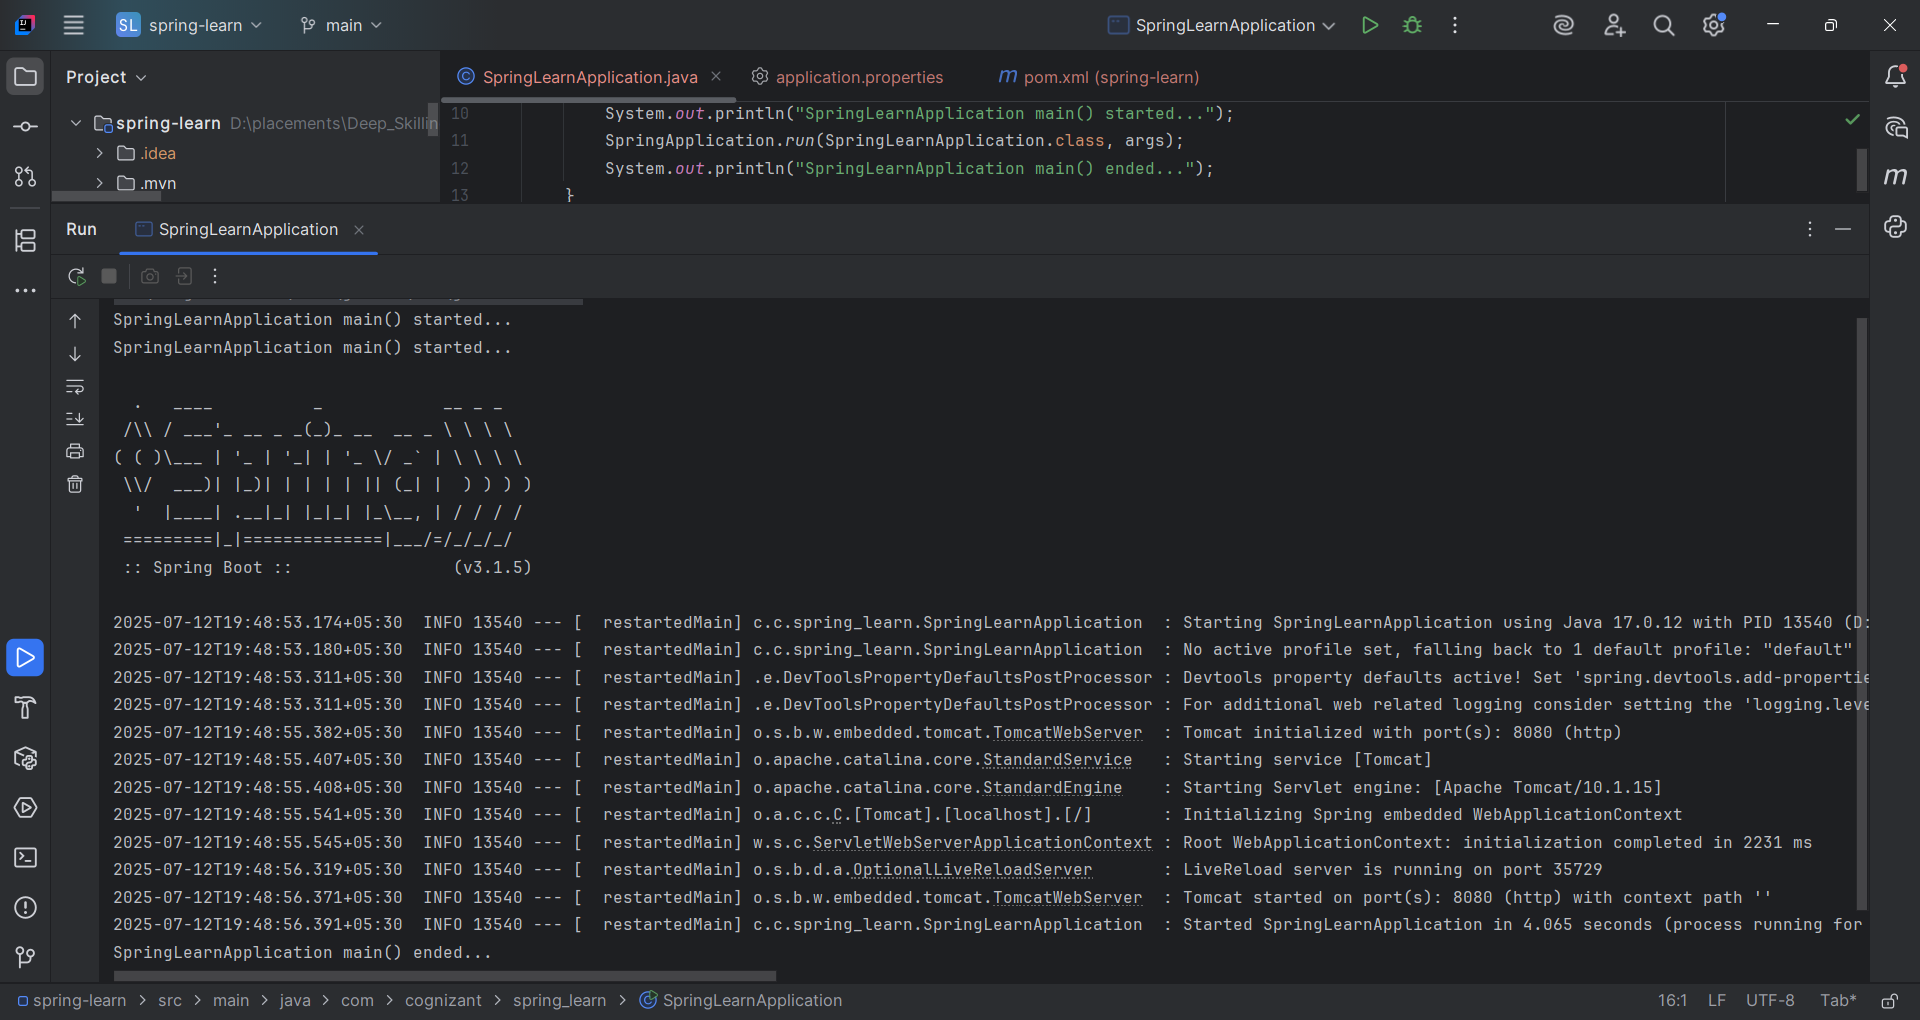 SL spring-learn main SpringLearnApplication
Project
SpringLearnApplication.java application.properties pom.xml (spring-learn)
spring-learn D:\placements\Deep_Skillin
.idea
.mvn
10 System.out.println("SpringLearnApplication main() started...");
11 SpringApplication.run(SpringLearnApplication.class, args);
12 System.out.println("SpringLearnApplication main() ended...");
13 }
Run SpringLearnApplication
SpringLearnApplication main() started...
SpringLearnApplication main() started...
  .   ____          _            __ _ _
 /\\ / ___'_ __ _ _(_)_ __  __ _ \ \ \ \
( ( )\___ | '_ | '_| | '_ \/ _` | \ \ \ \
 \\/  ___)| |_)| | | | | || (_| |  ) ) ) )
  '  |____| .__|_| |_|_| |_\__, | / / / /
 =========|_|==============|___/=/_/_/_/
 :: Spring Boot ::                (v3.1.5)
2025-07-12T19:48:53.174+05:30  INFO 13540 --- [  restartedMain] c.c.spring_learn.SpringLearnApplication  : Starting SpringLearnApplication using Java 17.0.12 with PID 13540 (D:
2025-07-12T19:48:53.180+05:30  INFO 13540 --- [  restartedMain] c.c.spring_learn.SpringLearnApplication  : No active profile set, falling back to 1 default profile: "default"
2025-07-12T19:48:53.311+05:30  INFO 13540 --- [  restartedMain] .e.DevToolsPropertyDefaultsPostProcessor : Devtools property defaults active! Set 'spring.devtools.add-propertie
2025-07-12T19:48:53.311+05:30  INFO 13540 --- [  restartedMain] .e.DevToolsPropertyDefaultsPostProcessor : For additional web related logging consider setting the 'logging.leve
2025-07-12T19:48:55.382+05:30  INFO 13540 --- [  restartedMain] o.s.b.w.embedded.tomcat.TomcatWebServer  : Tomcat initialized with port(s): 8080 (http)
2025-07-12T19:48:55.407+05:30  INFO 13540 --- [  restartedMain] o.apache.catalina.core.StandardService   : Starting service [Tomcat]
2025-07-12T19:48:55.408+05:30  INFO 13540 --- [  restartedMain] o.apache.catalina.core.StandardEngine    : Starting Servlet engine: [Apache Tomcat/10.1.15]
2025-07-12T19:48:55.541+05:30  INFO 13540 --- [  restartedMain] o.a.c.c.C.[Tomcat].[localhost].[/]       : Initializing Spring embedded WebApplicationContext
2025-07-12T19:48:55.545+05:30  INFO 13540 --- [  restartedMain] w.s.c.ServletWebServerApplicationContext : Root WebApplicationContext: initialization completed in 2231 ms
2025-07-12T19:48:56.319+05:30  INFO 13540 --- [  restartedMain] o.s.b.d.a.OptionalLiveReloadServer       : LiveReload server is running on port 35729
2025-07-12T19:48:56.371+05:30  INFO 13540 --- [  restartedMain] o.s.b.w.embedded.tomcat.TomcatWebServer  : Tomcat started on port(s): 8080 (http) with context path ''
2025-07-12T19:48:56.391+05:30  INFO 13540 --- [  restartedMain] c.c.spring_learn.SpringLearnApplication  : Started SpringLearnApplication in 4.065 seconds (process running for
SpringLearnApplication main() ended...
spring-learn > src > main > java > com > cognizant > spring_learn > SpringLearnApplication 16:1 LF UTF-8 Tab*